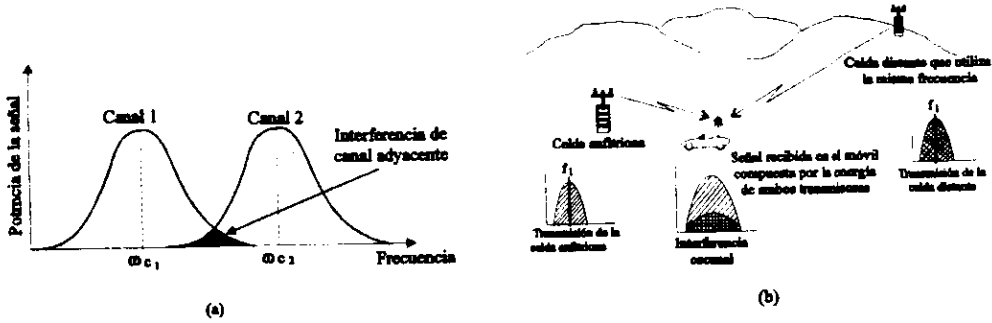 Potencia de la señal
Canal 1
Canal 2
Interferencia de
canal adyacente
ω c 1
ω c 2
Frecuencia
(a)
Celda distante que utiliza
la misma frecuencia
Celda anfitriona
f1
Transmisión de la
celda anfitriona
Señal recibida en el móvil
compuesta por la energía
de ambos transmisores
Interferencia
cocanal
f1
Transmisión de la
celda distante
(b)